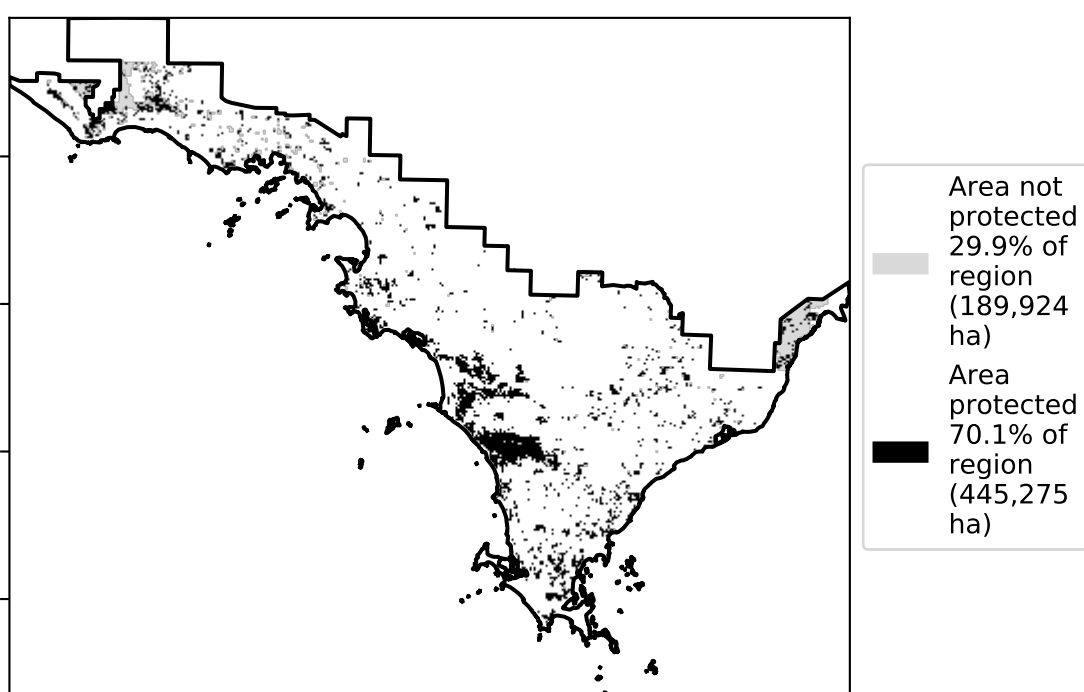 Area not
protected
29.9% of
region
(189,924
ha)
Area
protected
70.1% of
region
(445,275
ha)